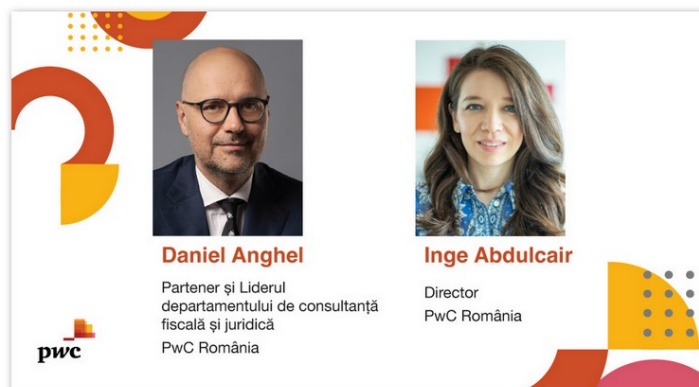 Daniel Anghel
Partener și Liderul
departamentului de consultanță
fiscală și juridică
PwC România
Inge Abdulcair
Director
PwC România
pwc